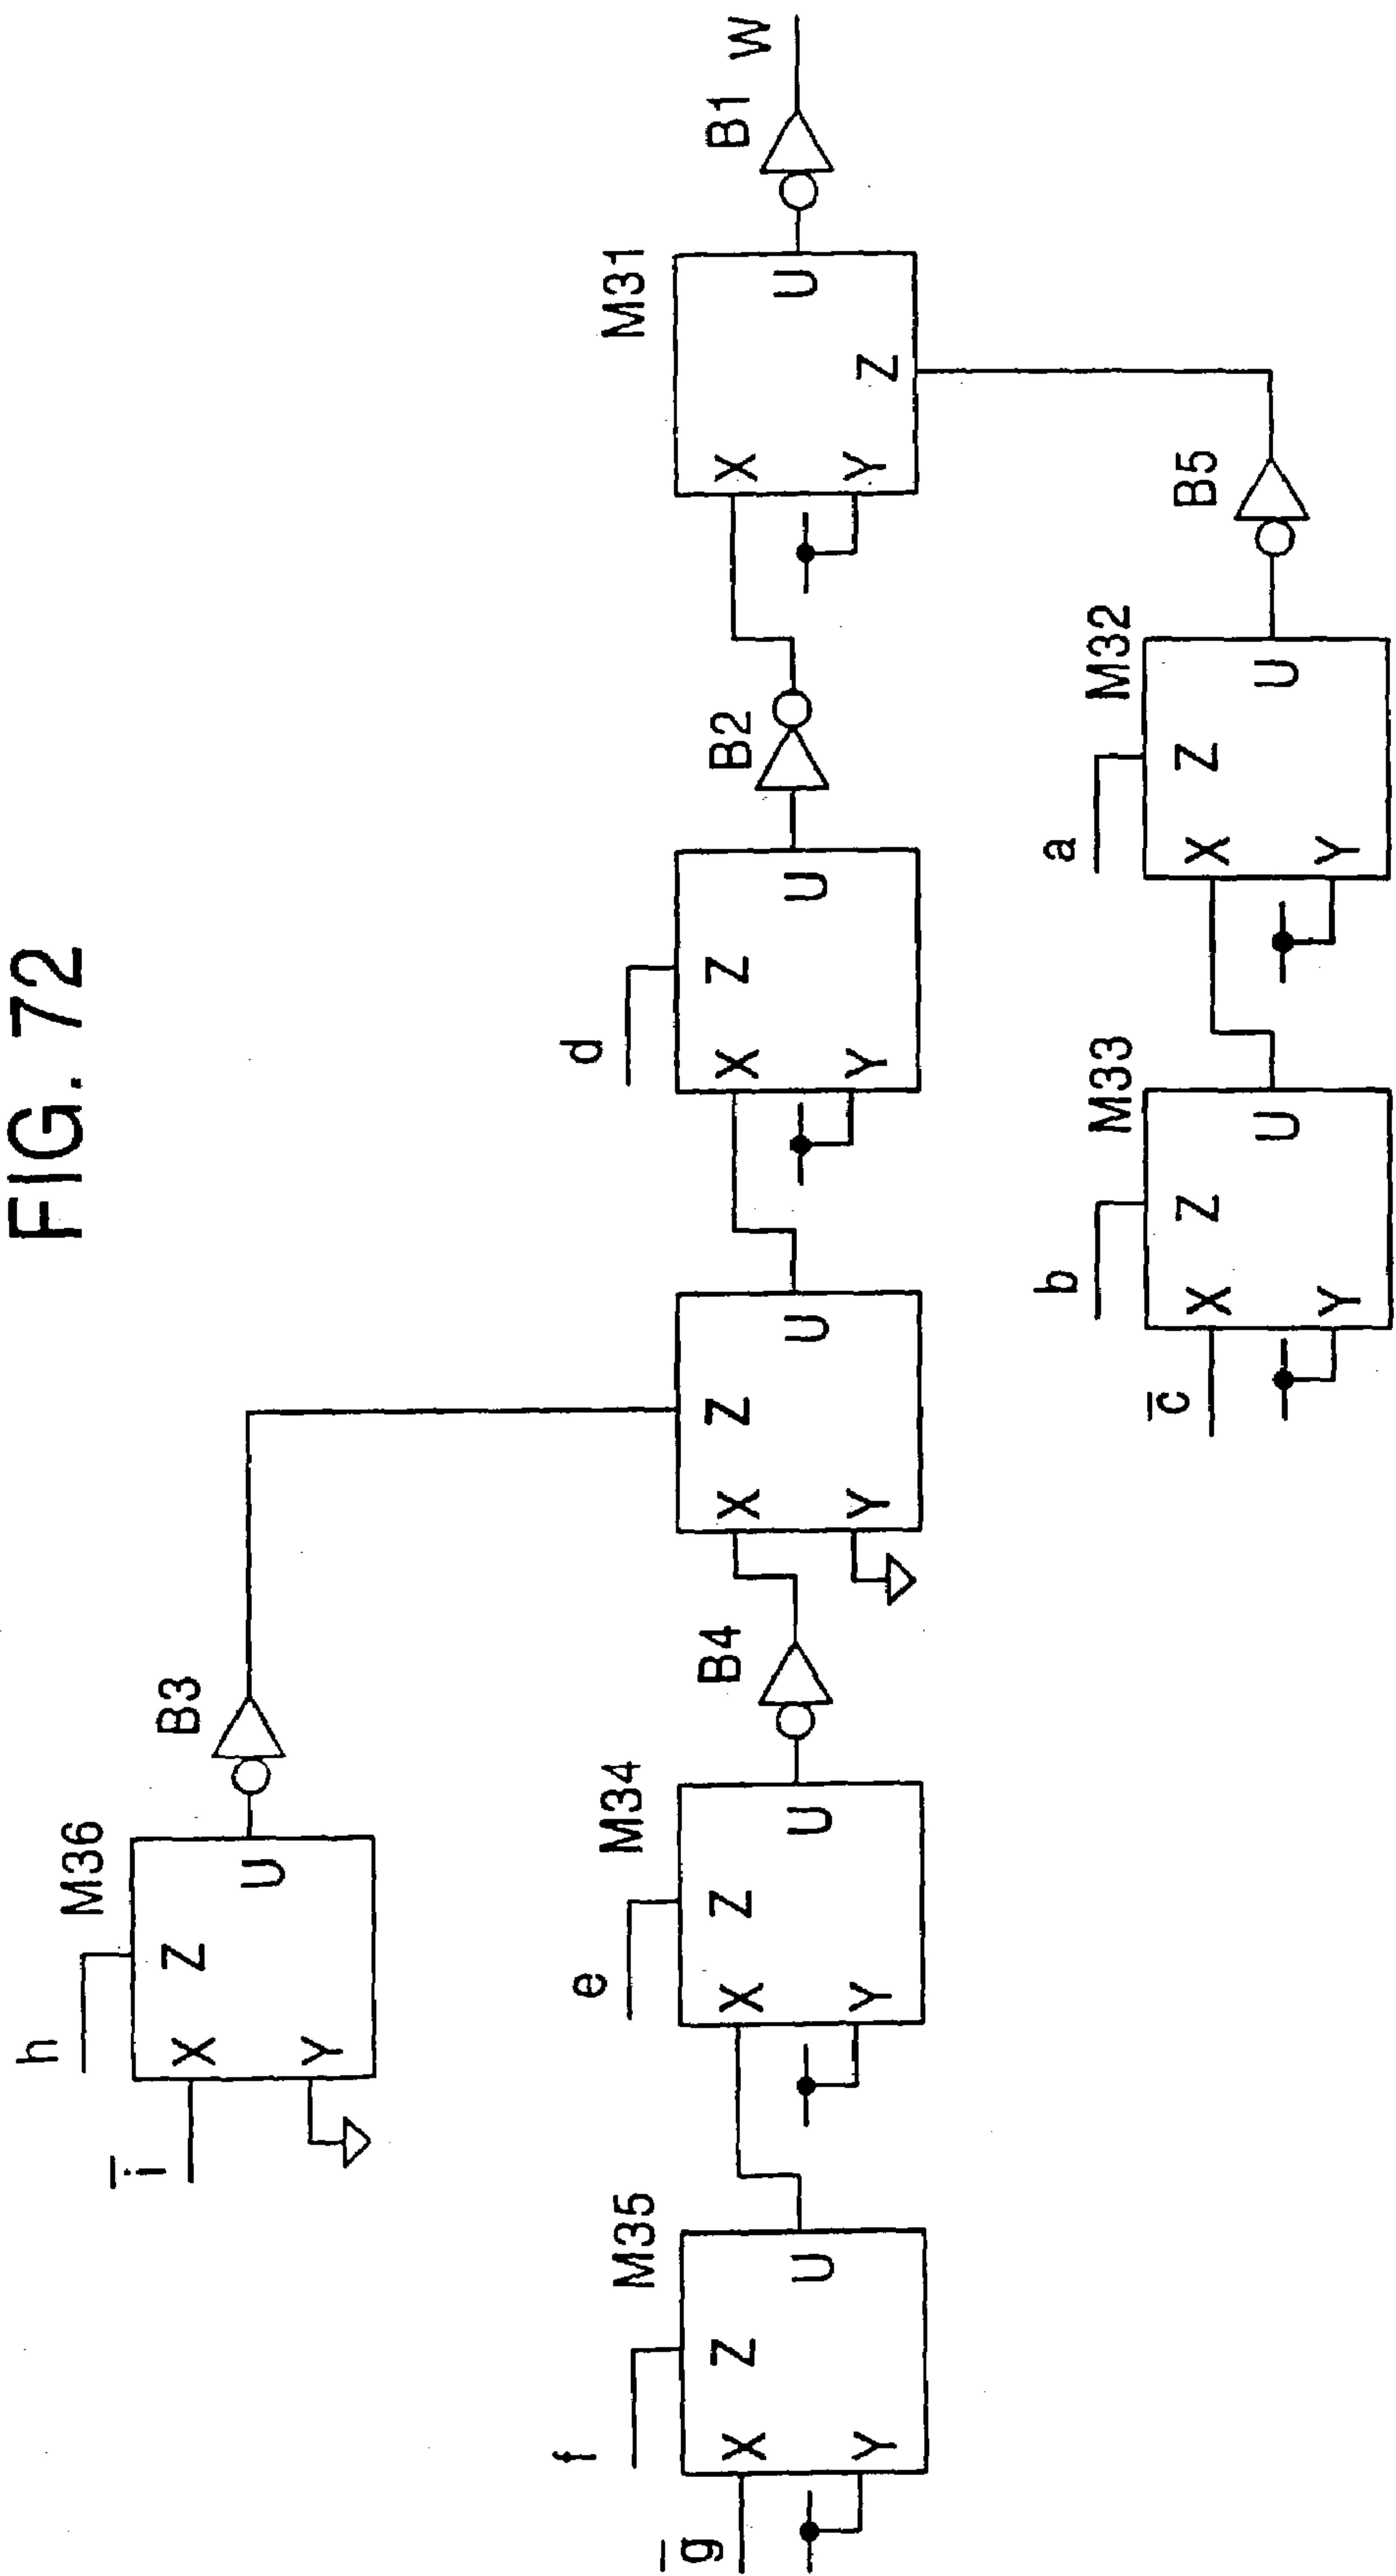 FIG. 72
h
i̅
X
Y
Z
U
M36
B3
f
g̅
X
Y
Z
U
M35
e
X
Y
Z
U
M34
B4
X
Y
Z
U
d
X
Y
Z
U
B2
X
Y
Z
U
M31
B1
W
b
c̅
X
Y
Z
U
M33
a
X
Y
Z
U
M32
B5